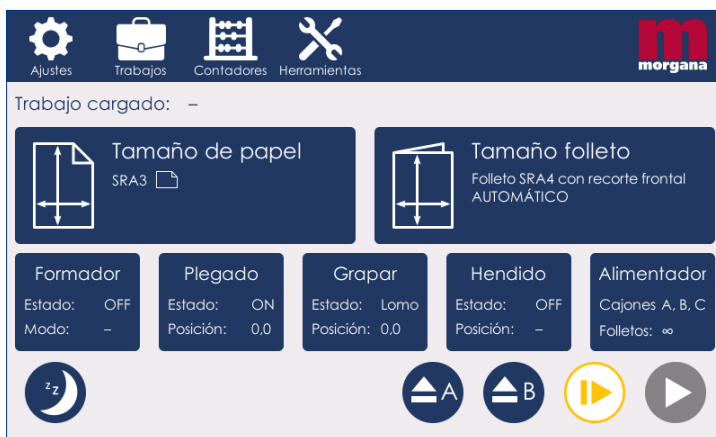 Ajustes
Trabajos
Contadores
Herramientas
morgana
Trabajo cargado: –
Tamaño de papel
SRA3
Tamaño folleto
Folleto SRA4 con recorte frontal
AUTOMÁTICO
Formador
Estado: OFF
Modo: –
Plegado
Estado: ON
Posición: 0,0
Grapar
Estado: Lomo
Posición: 0,0
Hendido
Estado: OFF
Posición: –
Alimentador
Cajones A, B, C
Folletos: ∞
z z
A
B